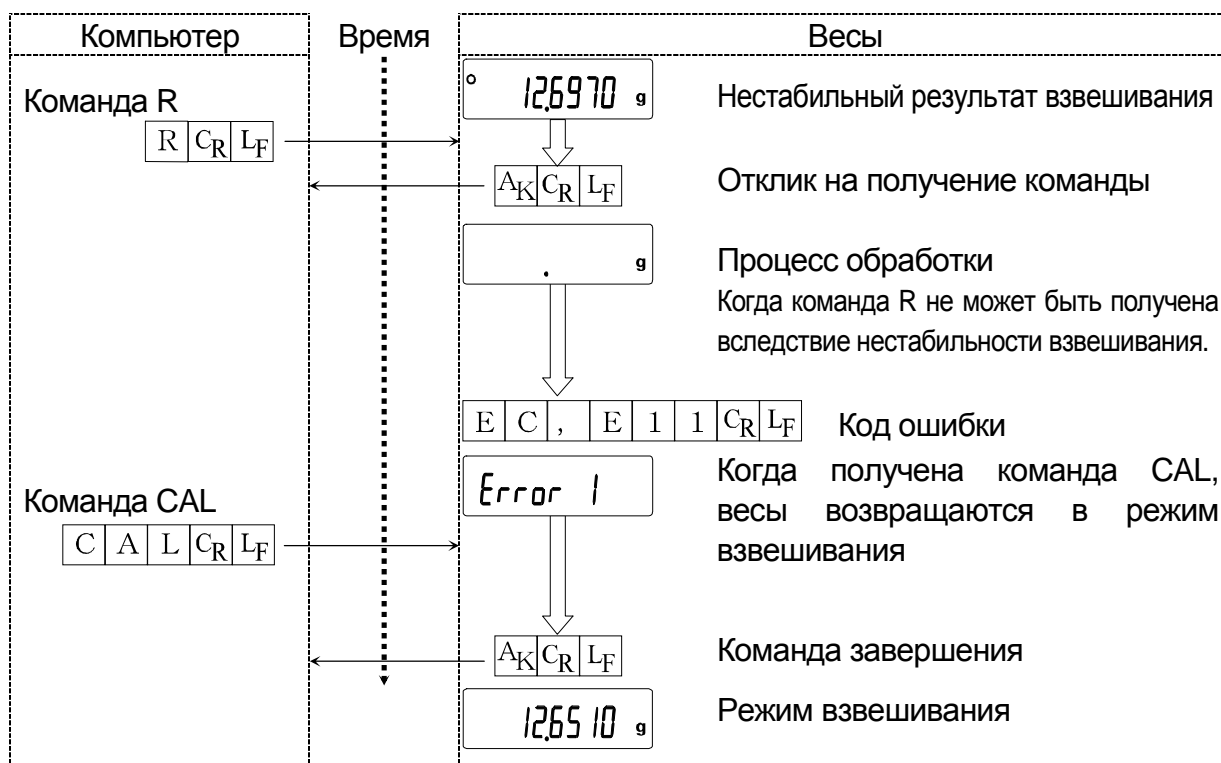 Компьютер Время Весы
12.6970 g Нестабильный результат взвешивания
Команда R
R CR LF
AK CR LF Отклик на получение команды
. g Процесс обработки
Когда команда R не может быть получена
вследствие нестабильности взвешивания.
E C , E 1 1 CR LF Код ошибки
Error 1 Когда получена команда CAL,
Команда CAL весы возвращаются в режим
C A L CR LF взвешивания
AK CR LF Команда завершения
12.6510 g Режим взвешивания